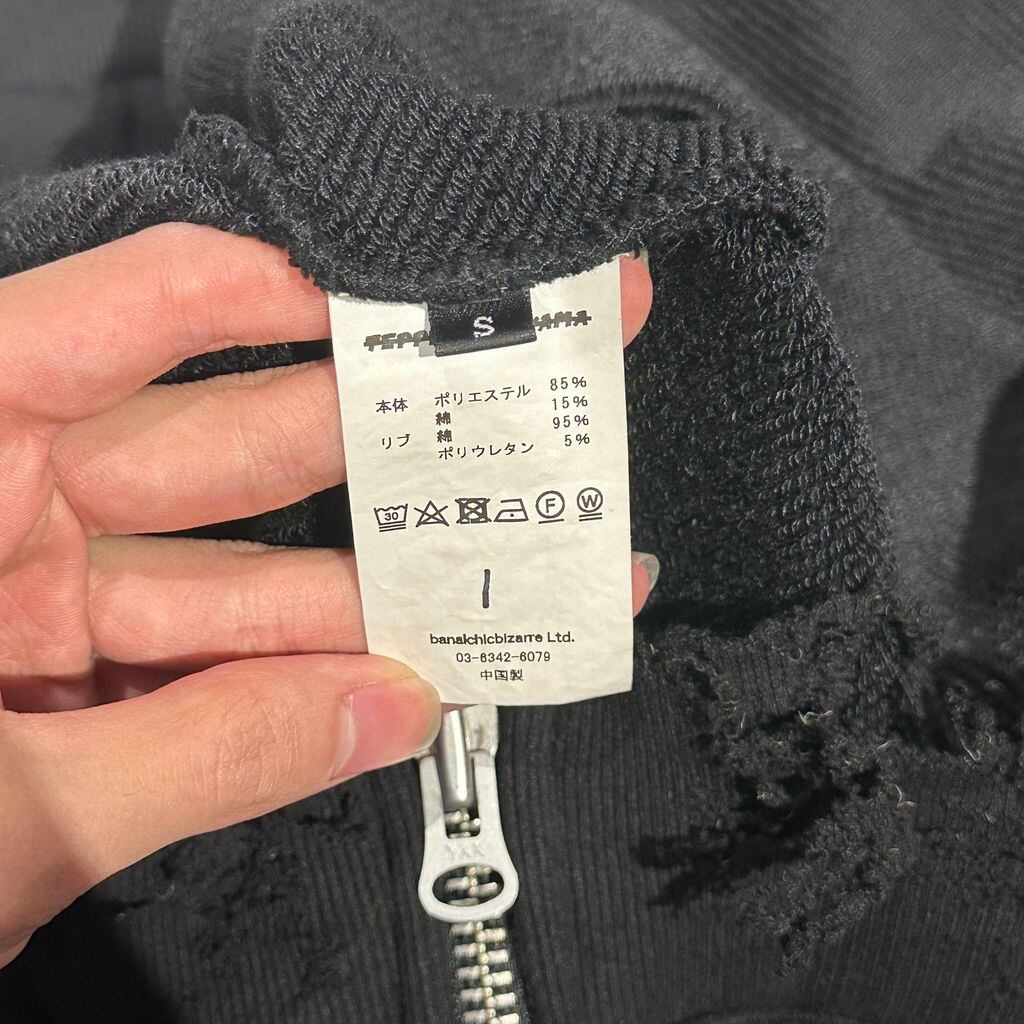 S
本体 ポリエステル 85%
綿 15%
リブ 綿 95%
ポリウレタン 5%
30
F
W
banalchicbizarre Ltd.
03-6342-6079
中国製
YKK